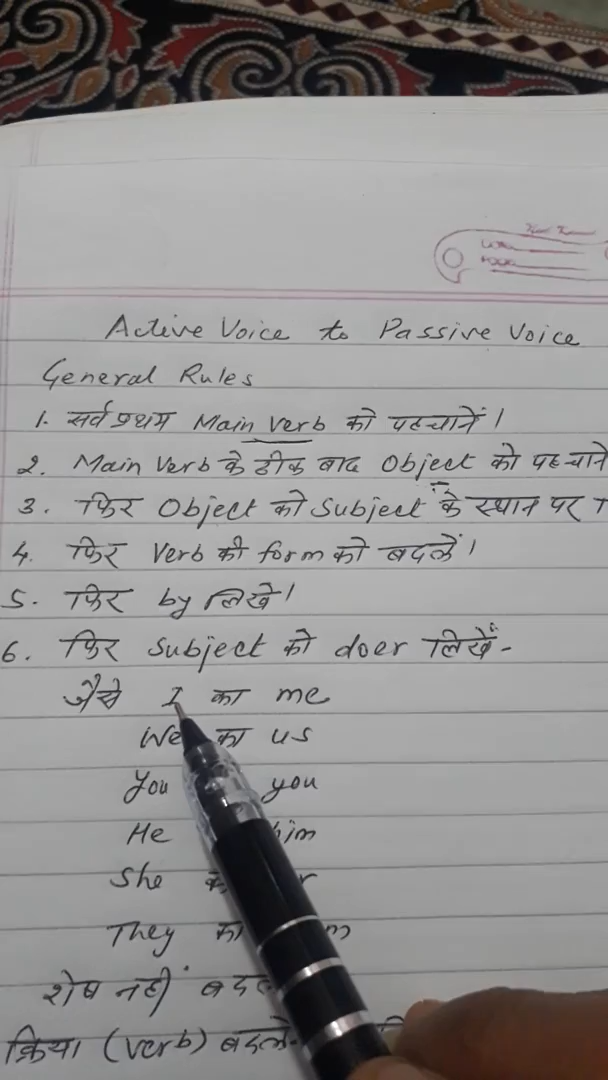 Active Voice to Passive Voice
General Rules
1. सर्वप्रथम Main verb को पहचानें।
2. Main Verb के ठीक बाद Object को पहचाने
3. फिर Object को Subject के स्थान पर
4. फिर Verb की form को बदलें।
5. फिर by लिखें।
6. फिर Subject को doer लिखें-
जैसे I का me
We का us
You you
He
She
They का
शेष नहीं
क्रिया (verb) बदलें